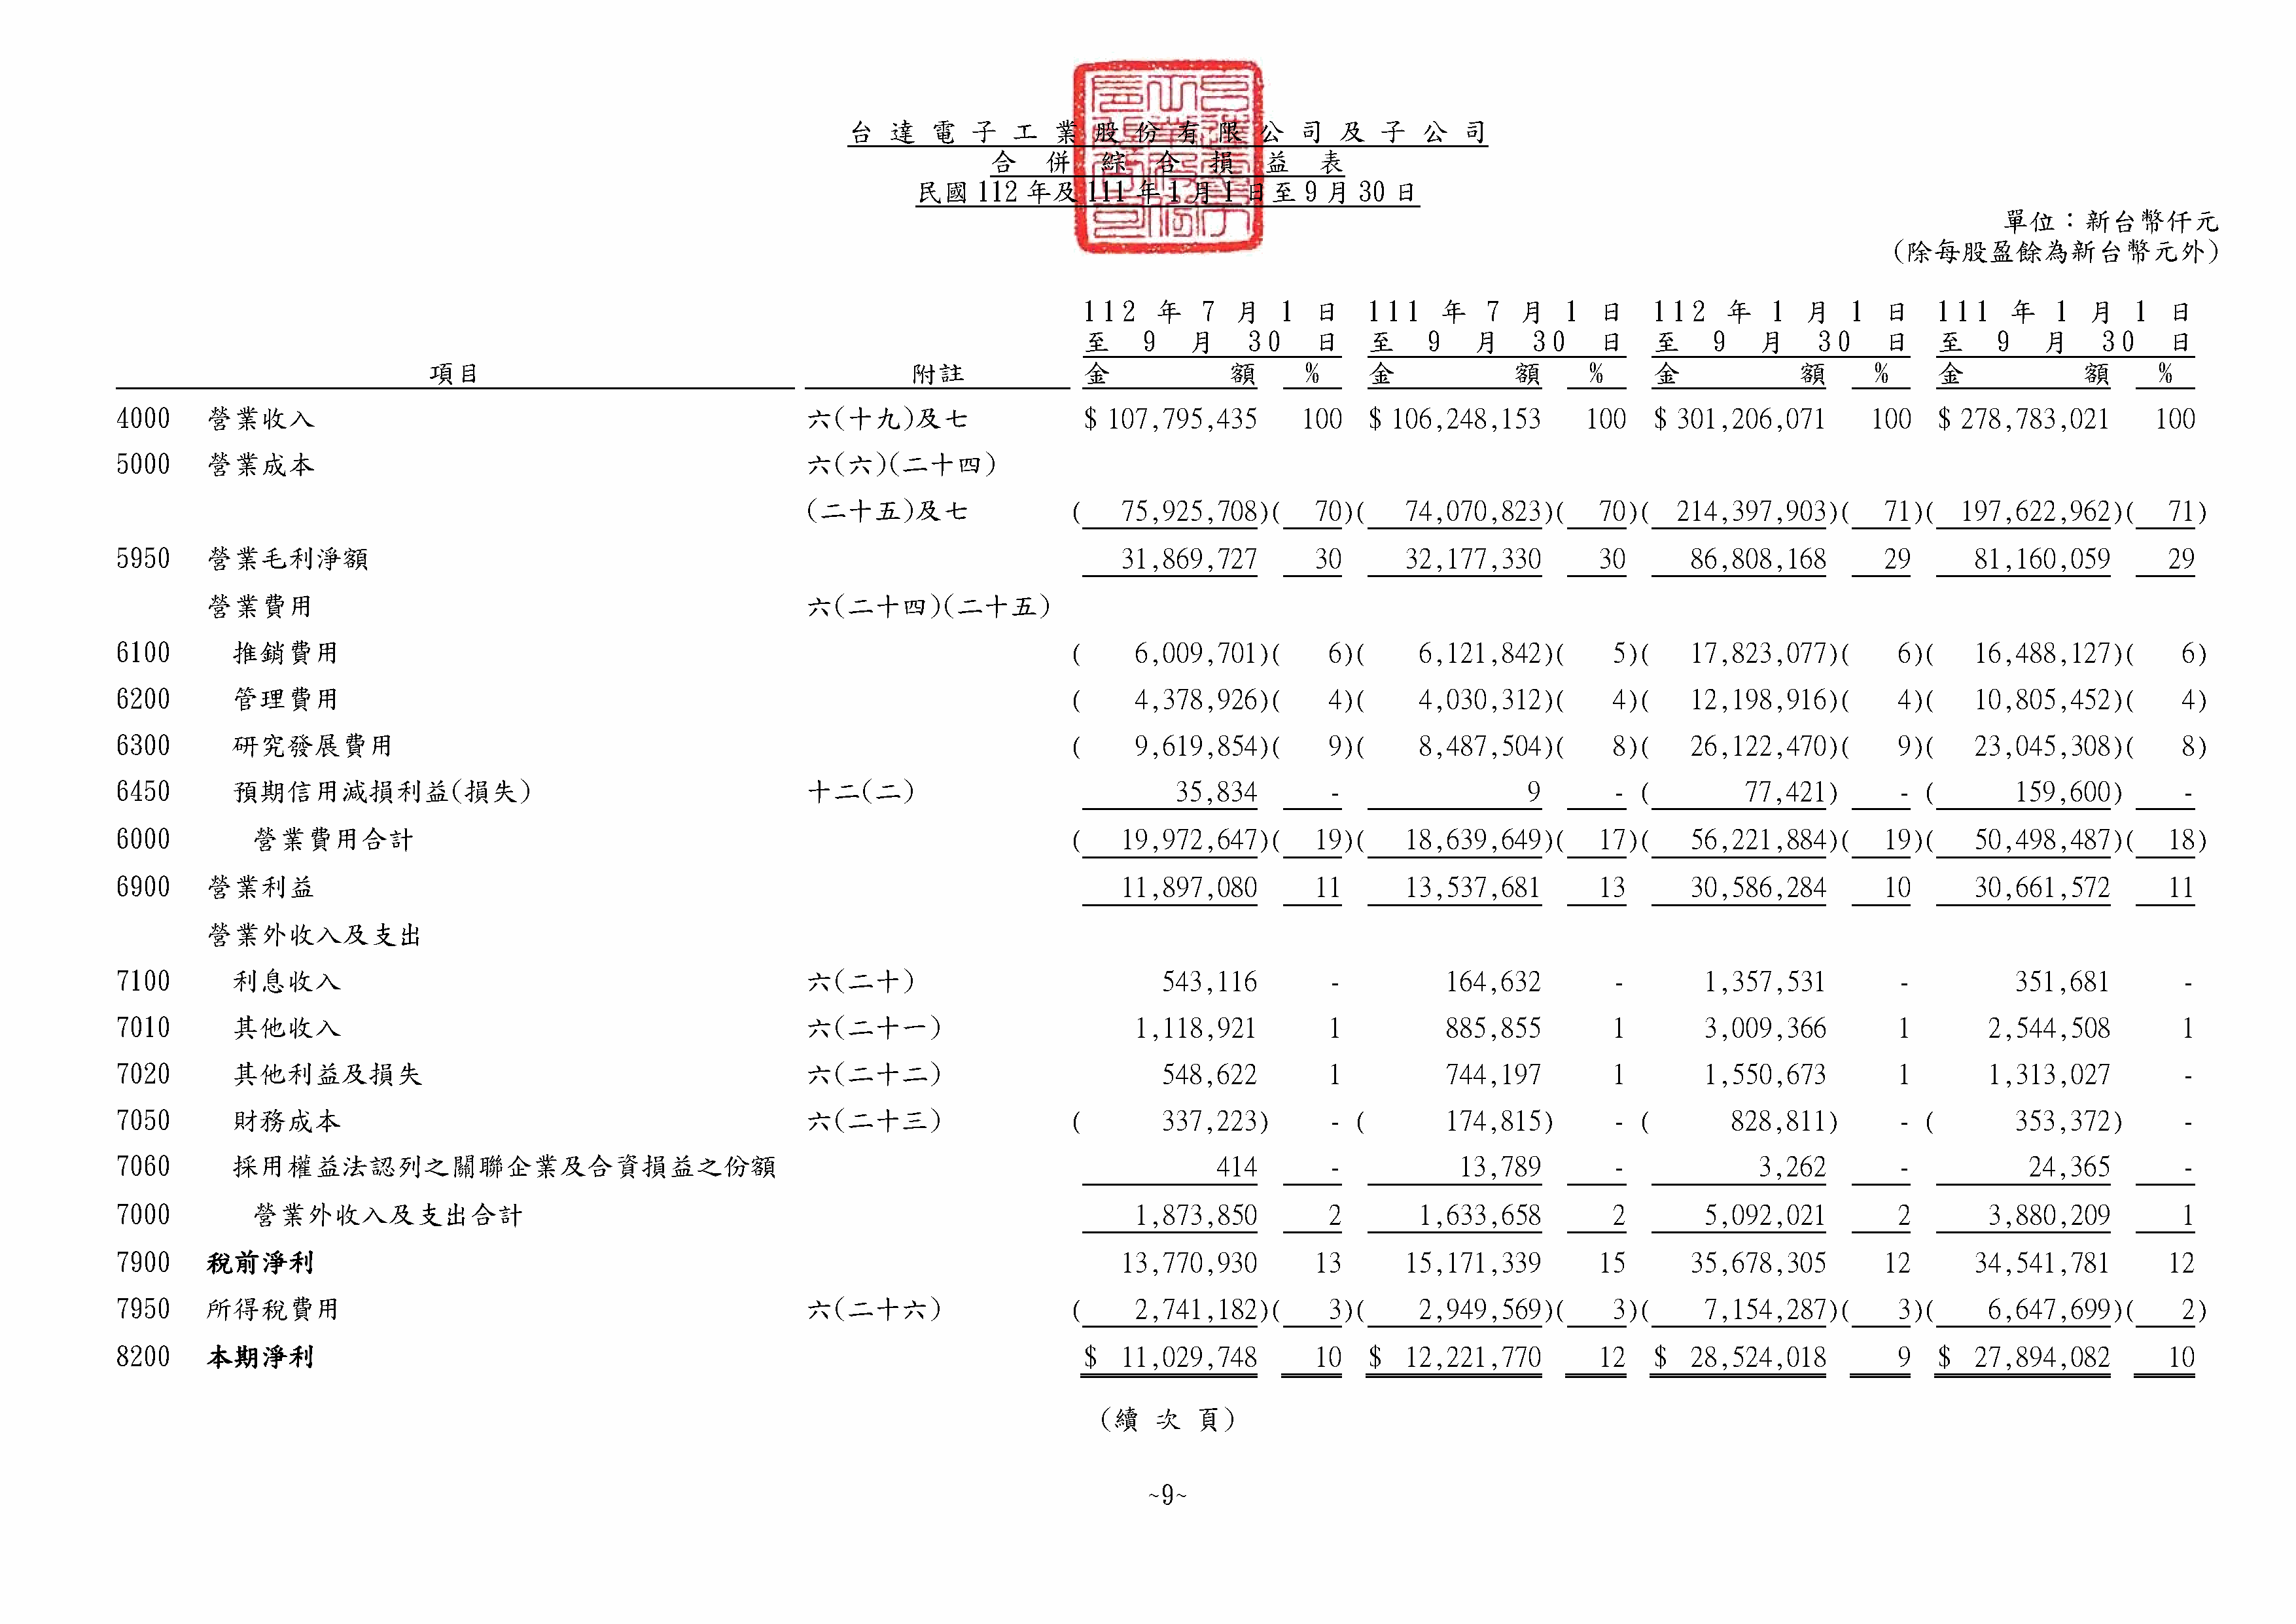 台達電子工業股份有限公司及子公司
合併綜合損益表
民國112年及111年1月1日至9月30日
單位：新台幣仟元
(除每股盈餘為新台幣元外)
112年7月1日 111年7月1日 112年1月1日 111年1月1日
至9月30日 至9月30日 至9月30日 至9月30日
項目 附註 金額 % 金額 % 金額 % 金額 %
4000 營業收入 六(十九)及七 $ 107,795,435 100 $ 106,248,153 100 $ 301,206,071 100 $ 278,783,021 100
5000 營業成本 六(六)(二十四)
(二十五)及七 ( 75,925,708)( 70)( 74,070,823)( 70)( 214,397,903)( 71)( 197,622,962)( 71)
5950 營業毛利淨額 31,869,727 30 32,177,330 30 86,808,168 29 81,160,059 29
營業費用 六(二十四)(二十五)
6100 推銷費用 ( 6,009,701)( 6)( 6,121,842)( 5)( 17,823,077)( 6)( 16,488,127)( 6)
6200 管理費用 ( 4,378,926)( 4)( 4,030,312)( 4)( 12,198,916)( 4)( 10,805,452)( 4)
6300 研究發展費用 ( 9,619,854)( 9)( 8,487,504)( 8)( 26,122,470)( 9)( 23,045,308)( 8)
6450 預期信用減損利益(損失) 十二(二) 35,834 - 9 - ( 77,421) - ( 159,600) -
6000 營業費用合計 ( 19,972,647)( 19)( 18,639,649)( 17)( 56,221,884)( 19)( 50,498,487)( 18)
6900 營業利益 11,897,080 11 13,537,681 13 30,586,284 10 30,661,572 11
營業外收入及支出
7100 利息收入 六(二十) 543,116 - 164,632 - 1,357,531 - 351,681 -
7010 其他收入 六(二十一) 1,118,921 1 885,855 1 3,009,366 1 2,544,508 1
7020 其他利益及損失 六(二十二) 548,622 1 744,197 1 1,550,673 1 1,313,027 -
7050 財務成本 六(二十三) ( 337,223) - ( 174,815) - ( 828,811) - ( 353,372) -
7060 採用權益法認列之關聯企業及合資損益之份額 414 - 13,789 - 3,262 - 24,365 -
7000 營業外收入及支出合計 1,873,850 2 1,633,658 2 5,092,021 2 3,880,209 1
7900 稅前淨利 13,770,930 13 15,171,339 15 35,678,305 12 34,541,781 12
7950 所得稅費用 六(二十六) ( 2,741,182)( 3)( 2,949,569)( 3)( 7,154,287)( 3)( 6,647,699)( 2)
8200 本期淨利 $ 11,029,748 10 $ 12,221,770 12 $ 28,524,018 9 $ 27,894,082 10
(續次頁)
~9~